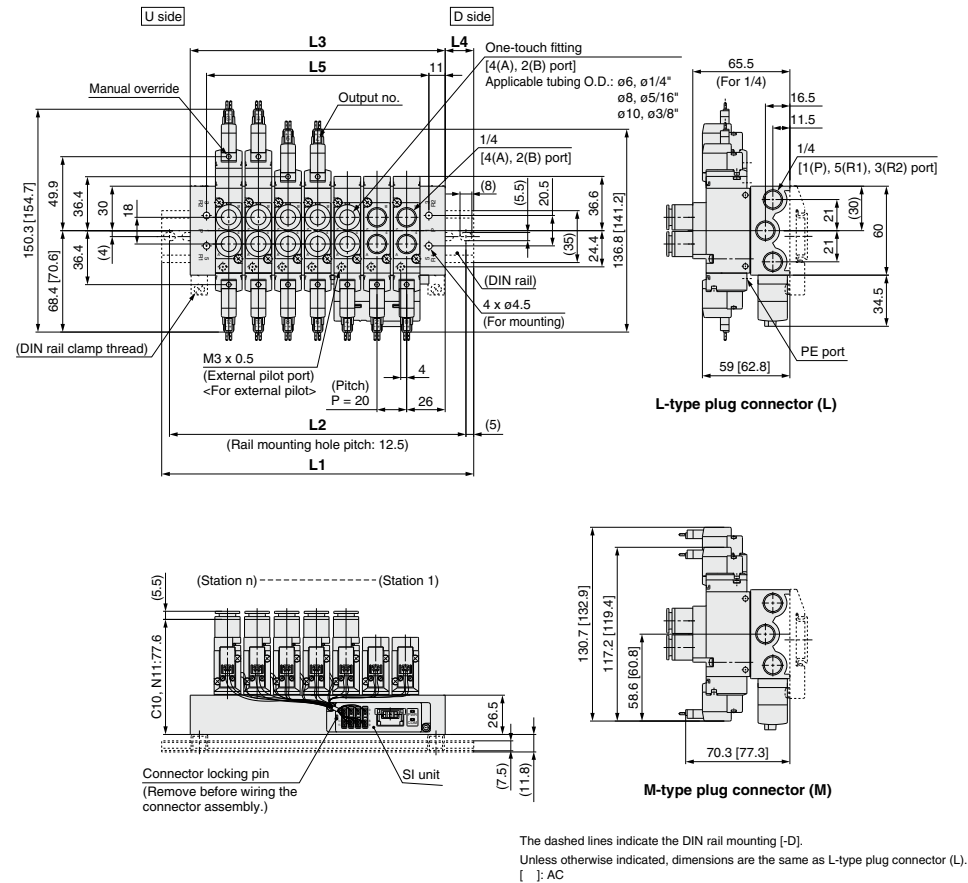 U side
D side
L3
L4
L5
11
One-touch fitting
[4(A), 2(B) port]
Applicable tubing O.D.: ø6, ø1/4"
ø8, ø5/16"
ø10, ø3/8"
Manual override
Output no.
1/4
[4(A), 2(B) port]
150.3 [154.7]
68.4 [70.6]
49.9
36.4
36.4
30
18
(4)
(8)
(5.5)
20.5
(35)
36.6
24.4
136.8 [141.2]
(DIN rail)
4 x ø4.5
(For mounting)
(DIN rail clamp thread)
M3 x 0.5
(External pilot port)
<For external pilot>
(Pitch)
P = 20
4
26
L2
(5)
(Rail mounting hole pitch: 12.5)
L1
65.5
(For 1/4)
16.5
11.5
1/4
[1(P), 5(R1), 3(R2) port]
21
21
(30)
60
34.5
PE port
59 [62.8]
L-type plug connector (L)
(Station n)
(Station 1)
(5.5)
C10, N11:77.6
26.5
(7.5)
(11.8)
Connector locking pin
(Remove before wiring the
connector assembly.)
SI unit
130.7 [132.9]
117.2 [119.4]
58.6 [60.8]
70.3 [77.3]
M-type plug connector (M)
The dashed lines indicate the DIN rail mounting [-D].
Unless otherwise indicated, dimensions are the same as L-type plug connector (L).
[ ]: AC